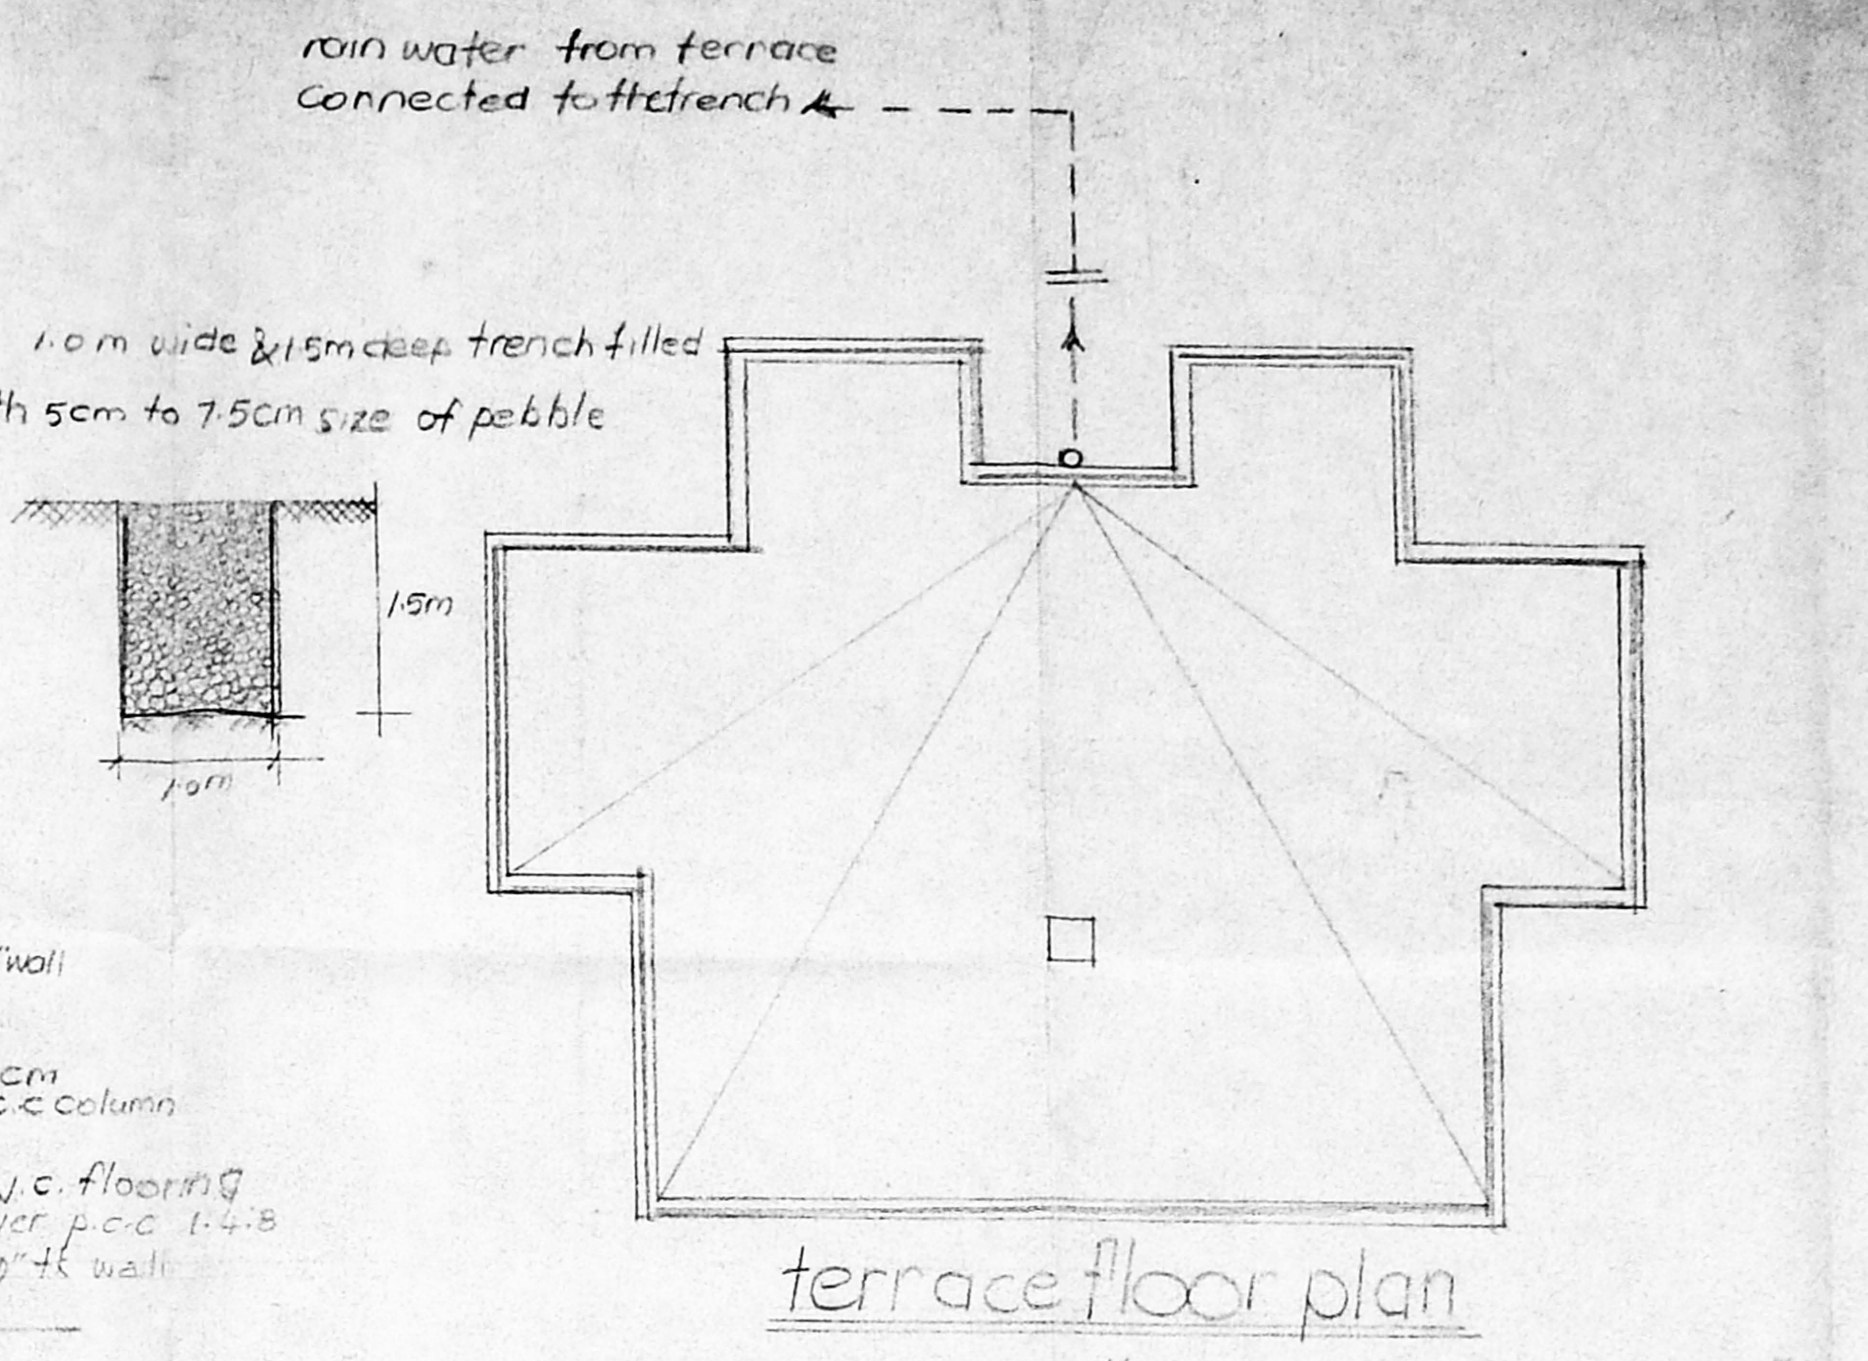 rain water from terrace
connected to the trench
1.0m wide & 1.5m deep trench filled
5cm to 7.5cm size of pebble
1.5m
1.0m
wall
cm
c.c column
c. flooring
p.c.c 1.4.8
wall
terrace floor plan